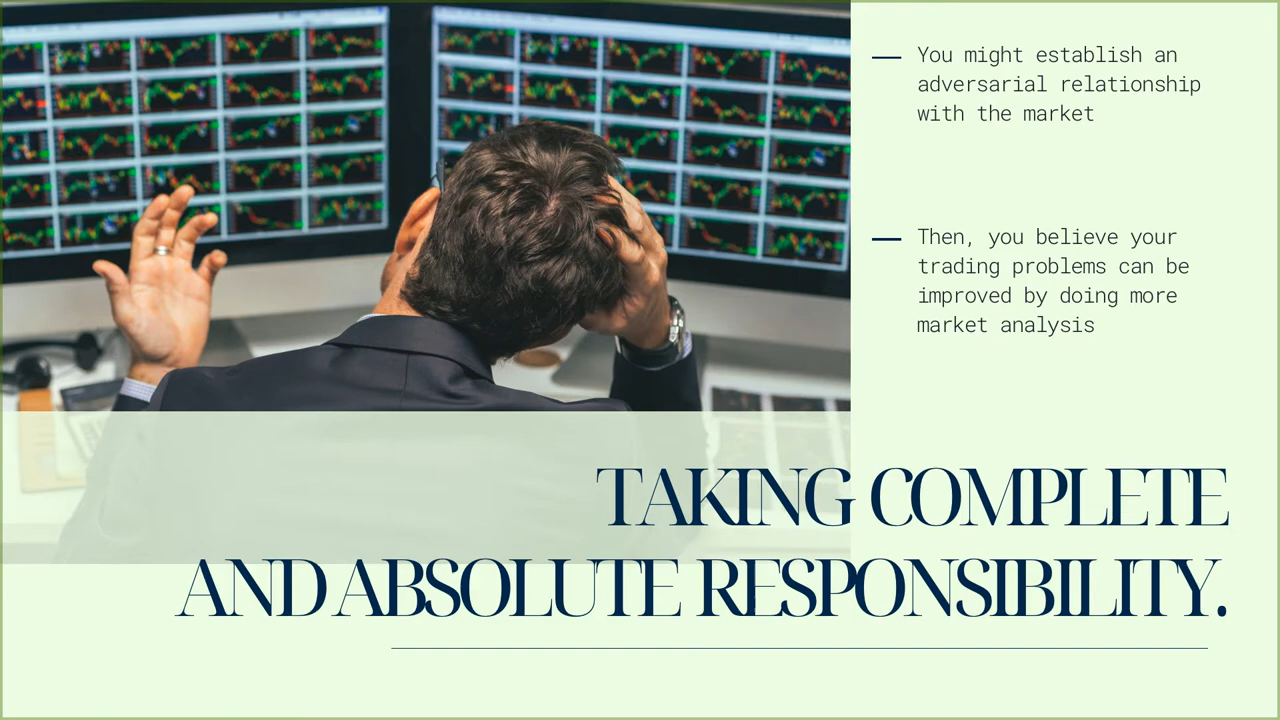 You might establish an
adversarial relationship
with the market
Then, you believe your
trading problems can be
improved by doing more
market analysis
TAKING COMPLETE
AND ABSOLUTE RESPONSIBILITY.